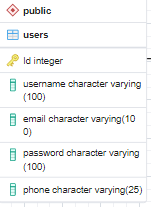 public
users
Id integer
username character varying
(100)
email character varying(10
0)
password character varying
(100)
phone character varying(25)